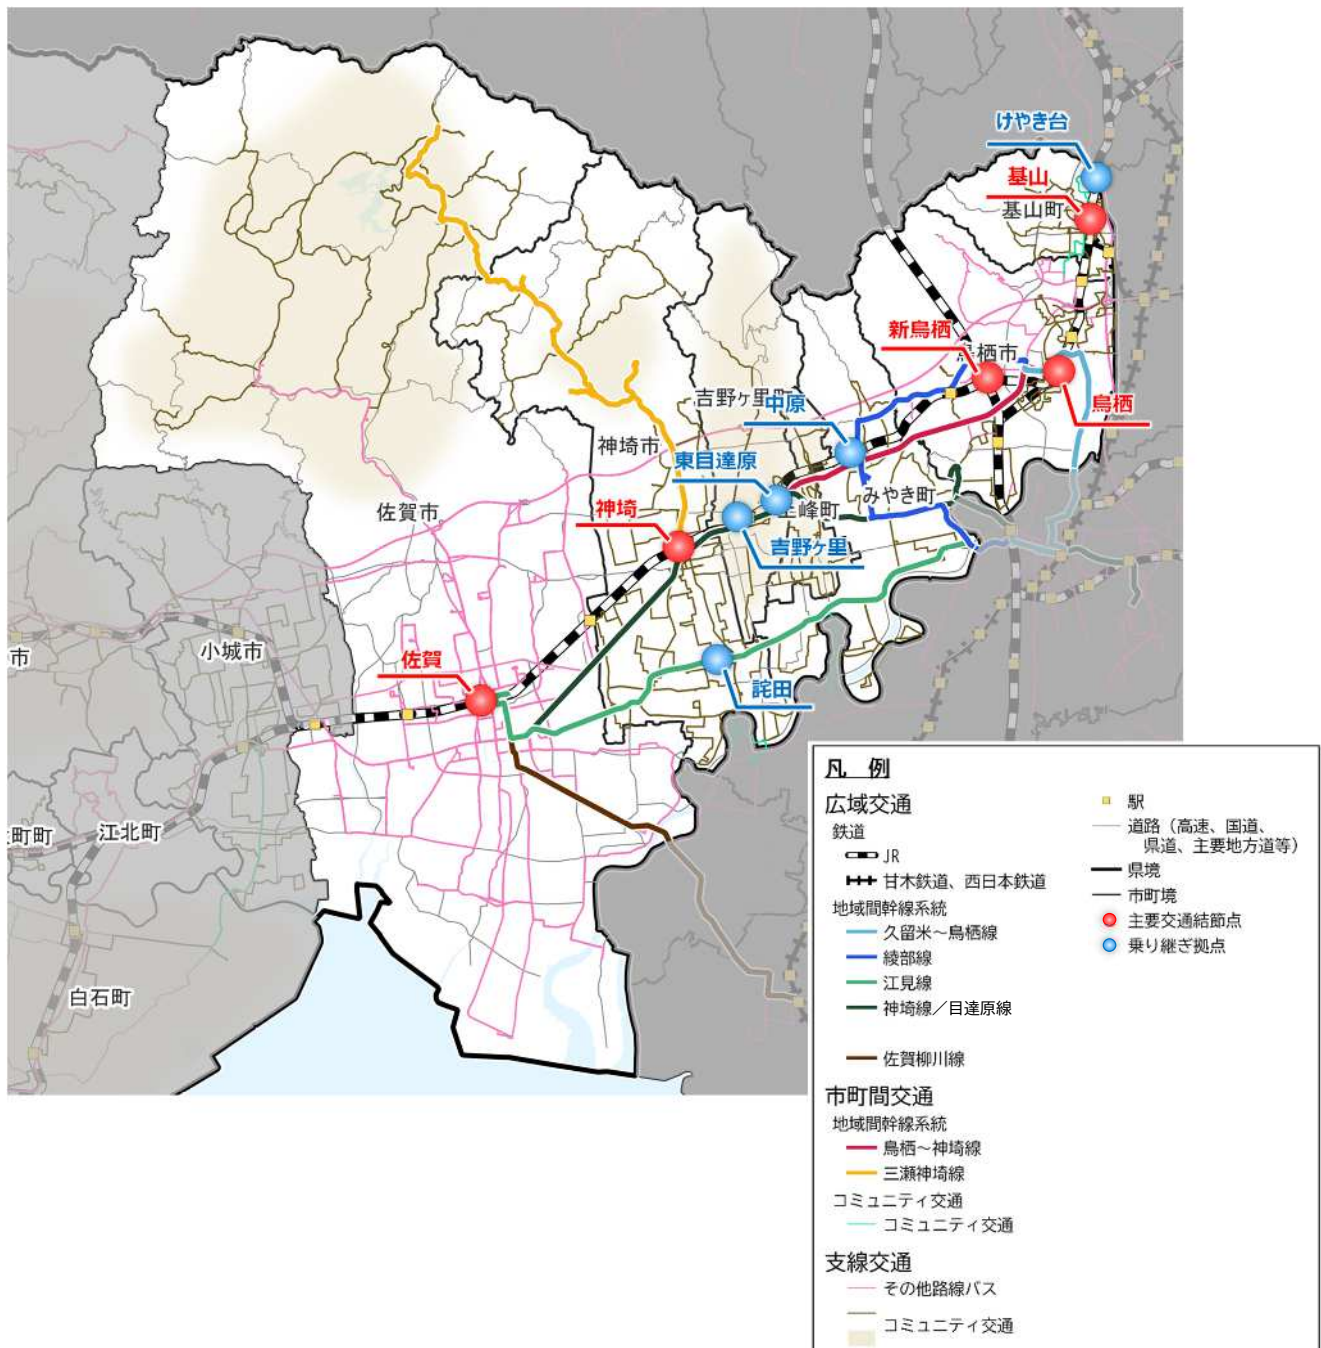 けやき台
基山
基山町
新鳥栖
鳥栖市
鳥栖
吉野ヶ里町
中原
神埼市
東目達原
みやき町
佐賀市
神埼
上峰町
吉野ヶ里
小城市
市
佐賀
詫田
江北町
町町
白石町
凡 例
広域交通
鉄道
JR
甘木鉄道、西日本鉄道
地域間幹線系統
久留米~鳥栖線
綾部線
江見線
神埼線/目達原線
佐賀柳川線
市町間交通
地域間幹線系統
鳥栖~神埼線
三瀬神埼線
コミュニティ交通
コミュニティ交通
支線交通
その他路線バス
コミュニティ交通
駅
道路(高速、国道、
県道、主要地方道等)
県境
市町境
主要交通結節点
乗り継ぎ拠点